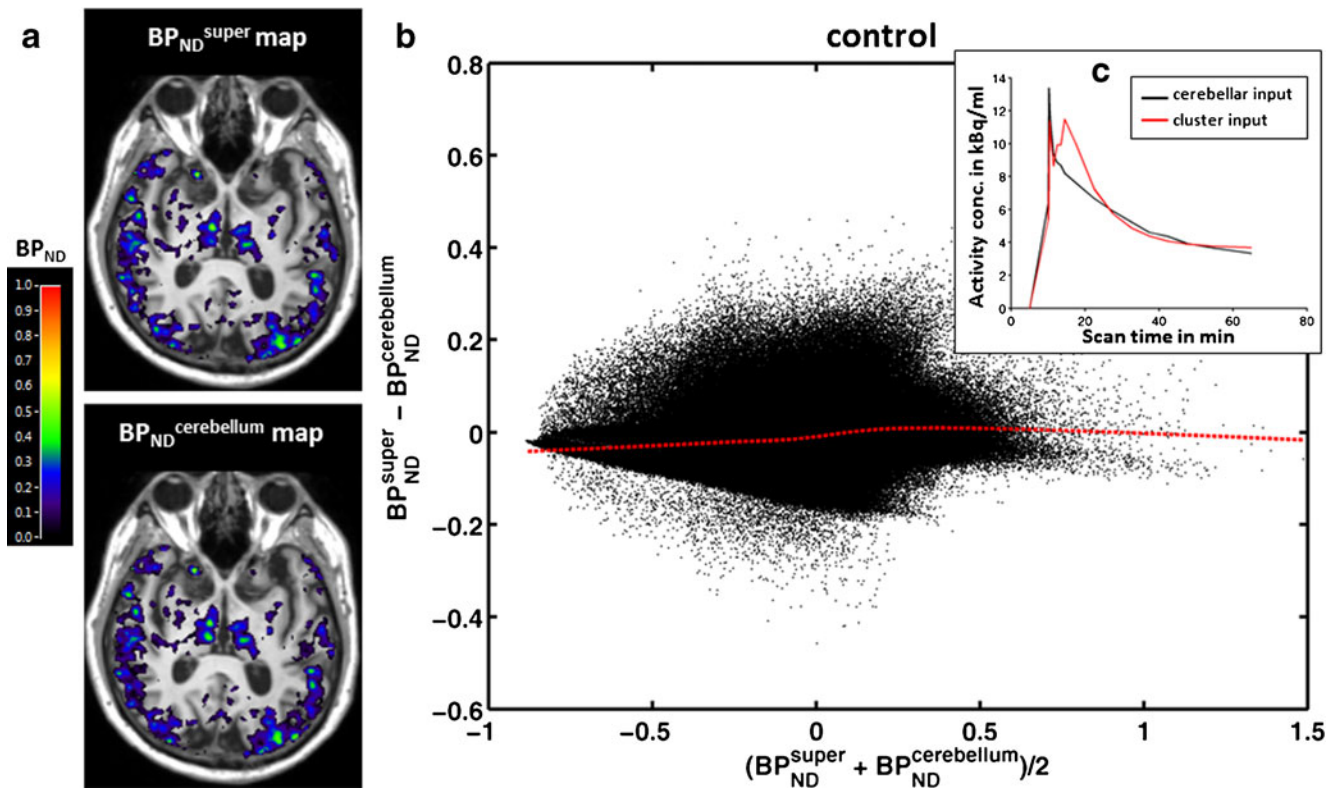 a
BP_ND^super map
BP_ND
1.0
0.9
0.8
0.7
0.6
0.5
0.4
0.3
0.2
0.1
0.0
BP_ND^cerebellum map
b
control
0.8
0.6
0.4
0.2
0
−0.2
−0.4
−0.6
BP_ND^super − BP_ND^cerebellum
−1
−0.5
0
0.5
1
1.5
(BP_ND^super + BP_ND^cerebellum)/2
c
cerebellar input
cluster input
14
12
10
8
6
4
2
0
Activity conc. in kBq/ml
0
20
40
60
80
Scan time in min